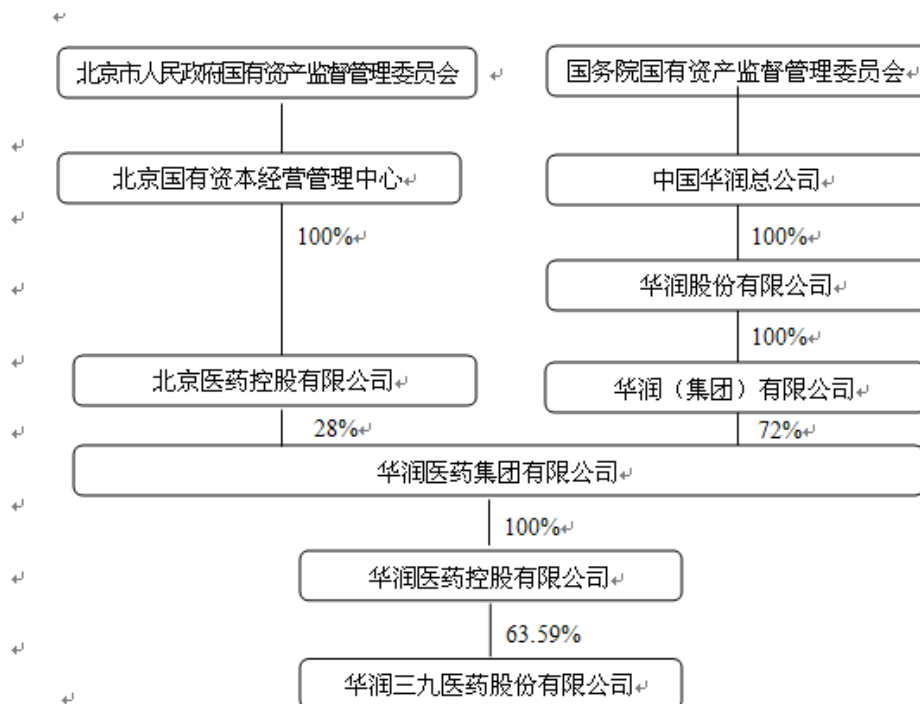 北京市人民政府国有资产监督管理委员会
国务院国有资产监督管理委员会
北京国有资本经营管理中心
中国华润总公司
100%
100%
华润股份有限公司
100%
北京医药控股有限公司
华润（集团）有限公司
28%
72%
华润医药集团有限公司
100%
华润医药控股有限公司
63.59%
华润三九医药股份有限公司